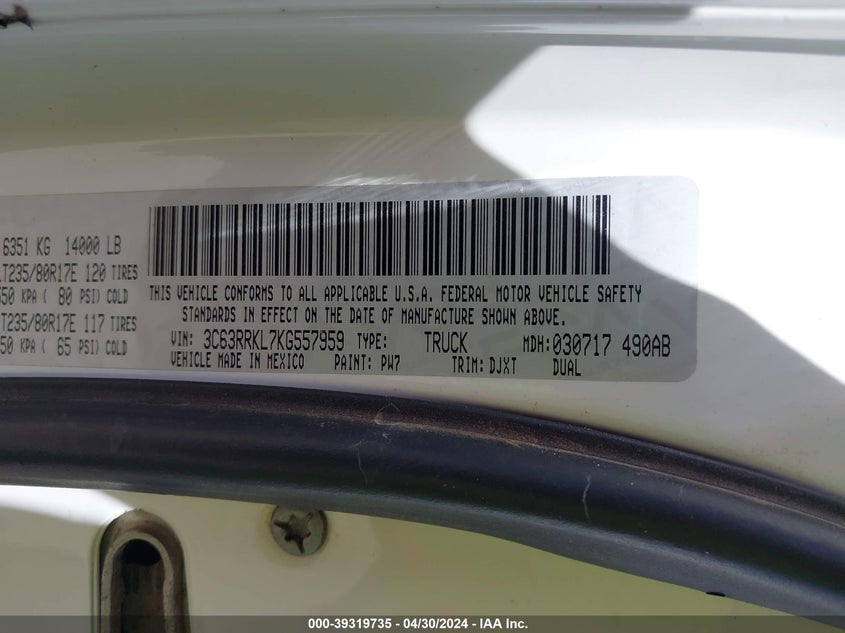 6351 KG 14000 LB
LT235/80R17E 120 TIRES
550 KPA ( 80 PSI) COLD
LT235/80R17E 117 TIRES
450 KPA ( 65 PSI) COLD
THIS VEHICLE CONFORMS TO ALL APPLICABLE U.S.A. FEDERAL MOTOR VEHICLE SAFETY
STANDARDS IN EFFECT ON THE DATE OF MANUFACTURE SHOWN ABOVE.
VIN: 3C63RRKL7KG557959 TYPE: TRUCK MDH: 030717 490AB
VEHICLE MADE IN MEXICO PAINT: PW7 TRIM: DJXT DUAL
000-39319735 - 04/30/2024 - IAA Inc.